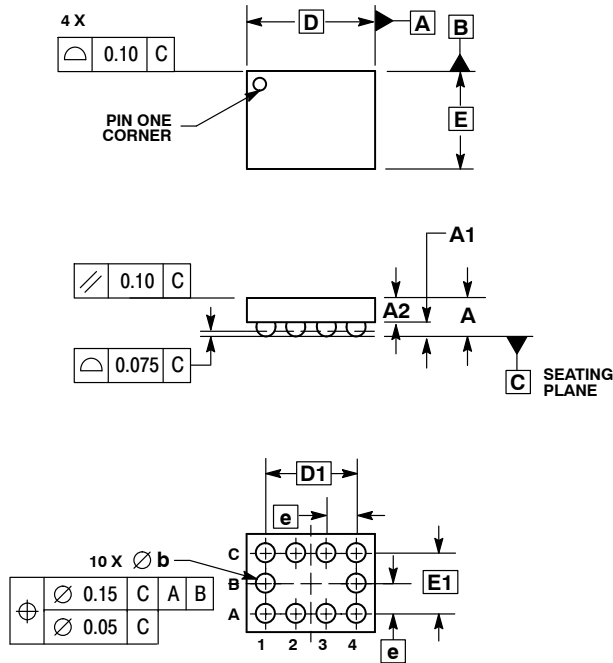 4 X
⌓ 0.10 C
D
A
B
PIN ONE
CORNER
E
A1
// 0.10 C
A2
A
⌓ 0.075 C
C
SEATING
PLANE
D1
e
10 X ∅ b
C
B
A
E1
⌖ ∅ 0.15 C A B
∅ 0.05 C
1 2 3 4
e